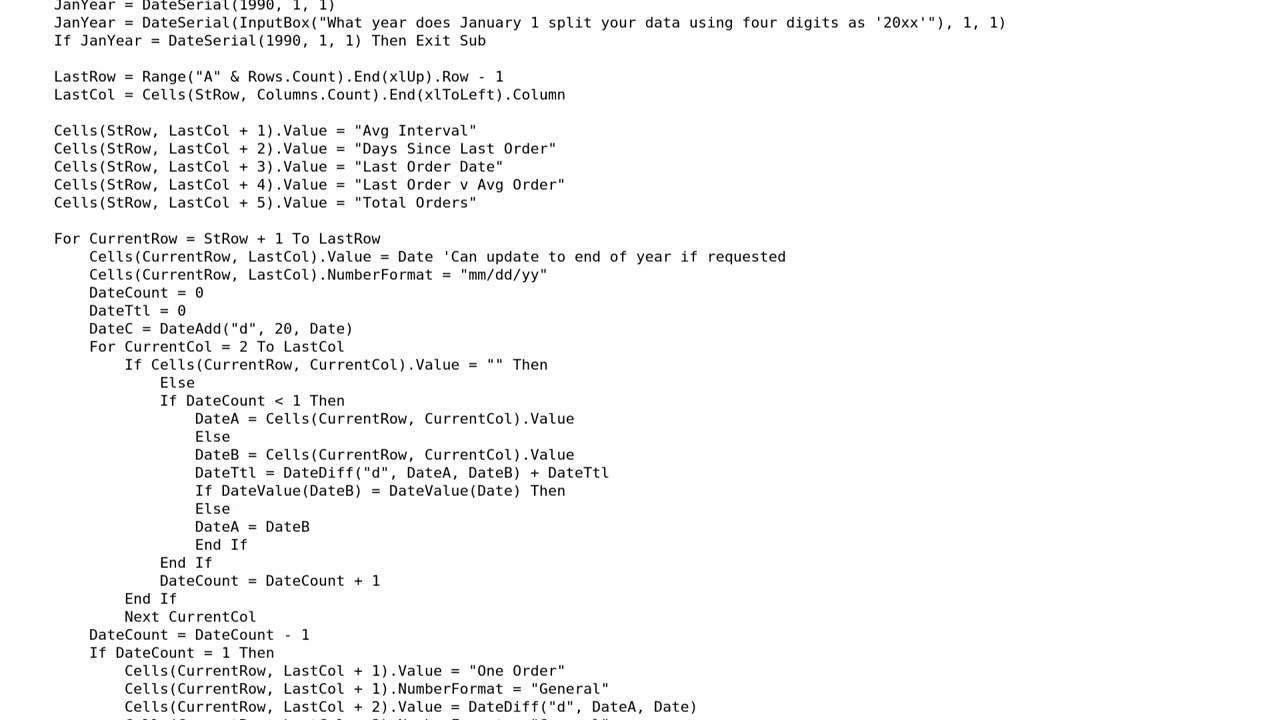 JanYear = DateSerial(1990, 1, 1)
JanYear = DateSerial(InputBox("What year does January 1 split your data using four digits as '20xx'"), 1, 1)
If JanYear = DateSerial(1990, 1, 1) Then Exit Sub
LastRow = Range("A" & Rows.Count).End(xlUp).Row - 1
LastCol = Cells(StRow, Columns.Count).End(xlToLeft).Column
Cells(StRow, LastCol + 1).Value = "Avg Interval"
Cells(StRow, LastCol + 2).Value = "Days Since Last Order"
Cells(StRow, LastCol + 3).Value = "Last Order Date"
Cells(StRow, LastCol + 4).Value = "Last Order v Avg Order"
Cells(StRow, LastCol + 5).Value = "Total Orders"
For CurrentRow = StRow + 1 To LastRow
Cells(CurrentRow, LastCol).Value = Date 'Can update to end of year if requested
Cells(CurrentRow, LastCol).NumberFormat = "mm/dd/yy"
DateCount = 0
DateTtl = 0
DateC = DateAdd("d", 20, Date)
For CurrentCol = 2 To LastCol
If Cells(CurrentRow, CurrentCol).Value = "" Then
Else
If DateCount < 1 Then
DateA = Cells(CurrentRow, CurrentCol).Value
Else
DateB = Cells(CurrentRow, CurrentCol).Value
DateTtl = DateDiff("d", DateA, DateB) + DateTtl
If DateValue(DateB) = DateValue(Date) Then
Else
DateA = DateB
End If
End If
DateCount = DateCount + 1
End If
Next CurrentCol
DateCount = DateCount - 1
If DateCount = 1 Then
Cells(CurrentRow, LastCol + 1).Value = "One Order"
Cells(CurrentRow, LastCol + 1).NumberFormat = "General"
Cells(CurrentRow, LastCol + 2).Value = DateDiff("d", DateA, Date)